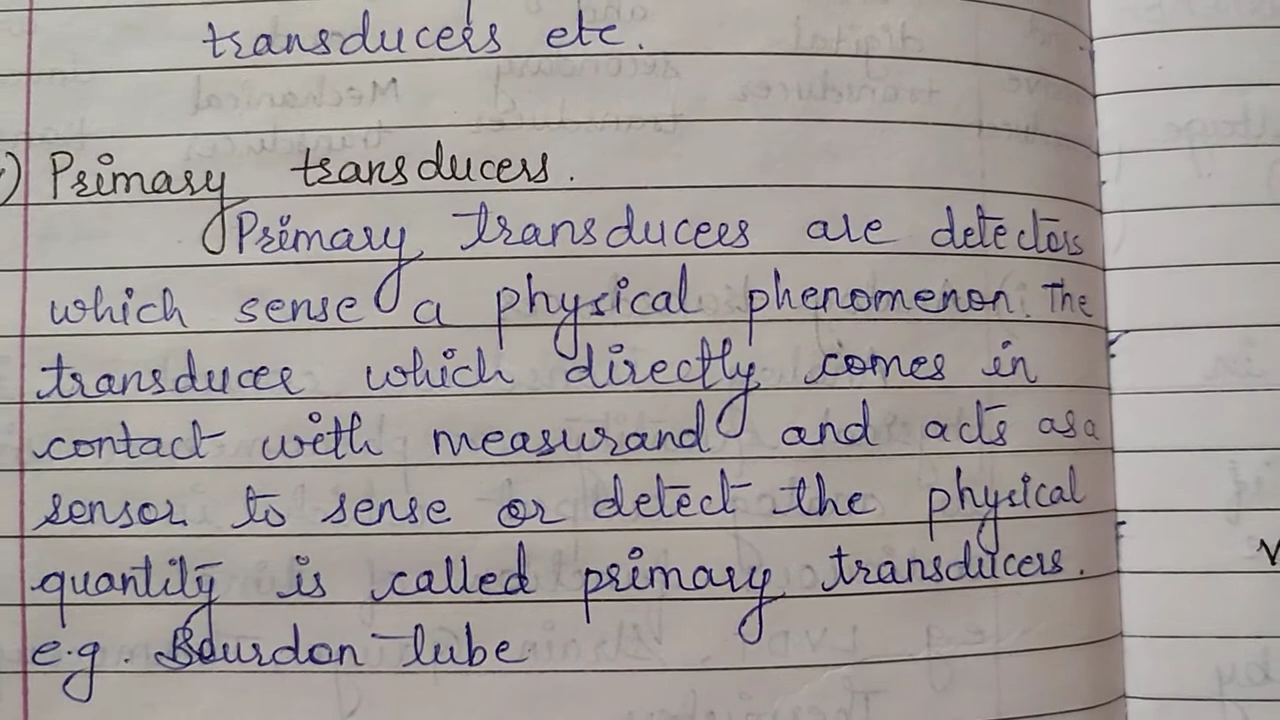 transducers etc.
) Primary transducers.
Primary transducers are detectors
which sense a physical phenomenon. The
transducer which directly comes in
contact with measurand and acts as a
sensor to sense or detect the physical
quantity is called primary transducers.
e.g. Bourdon tube